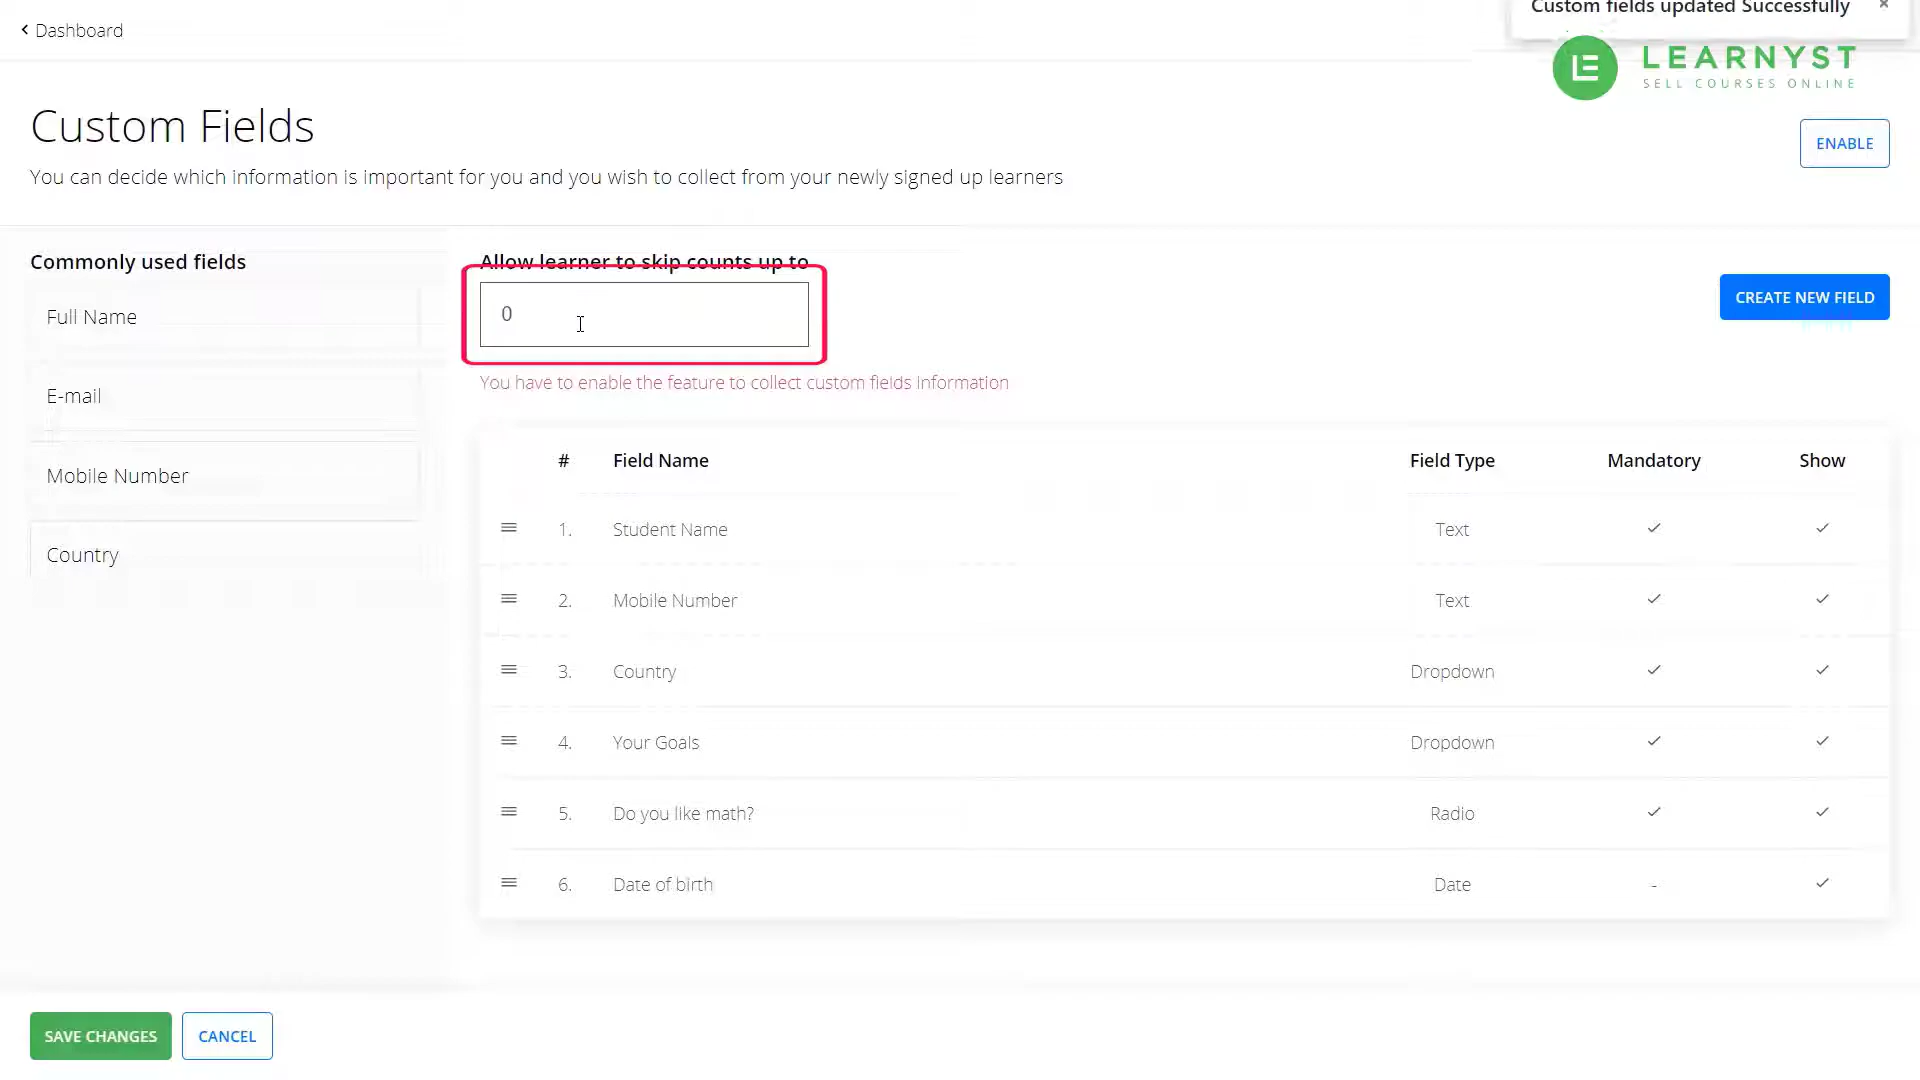 Custom fields updated Successfully ×
Dashboard
LE LEARNYST
SELL COURSES ONLINE
Custom Fields
ENABLE
You can decide which information is important for you and you wish to collect from your newly signed up learners
Commonly used fields
Allow learner to skip counts up to
Full Name
0
CREATE NEW FIELD
You have to enable the feature to collect custom fields information
E-mail
Mobile Number
Country
# Field Name Field Type Mandatory Show
1. Student Name Text ✓ ✓
2. Mobile Number Text ✓ ✓
3. Country Dropdown ✓ ✓
4. Your Goals Dropdown ✓ ✓
5. Do you like math? Radio ✓ ✓
6. Date of birth Date - ✓
SAVE CHANGES CANCEL